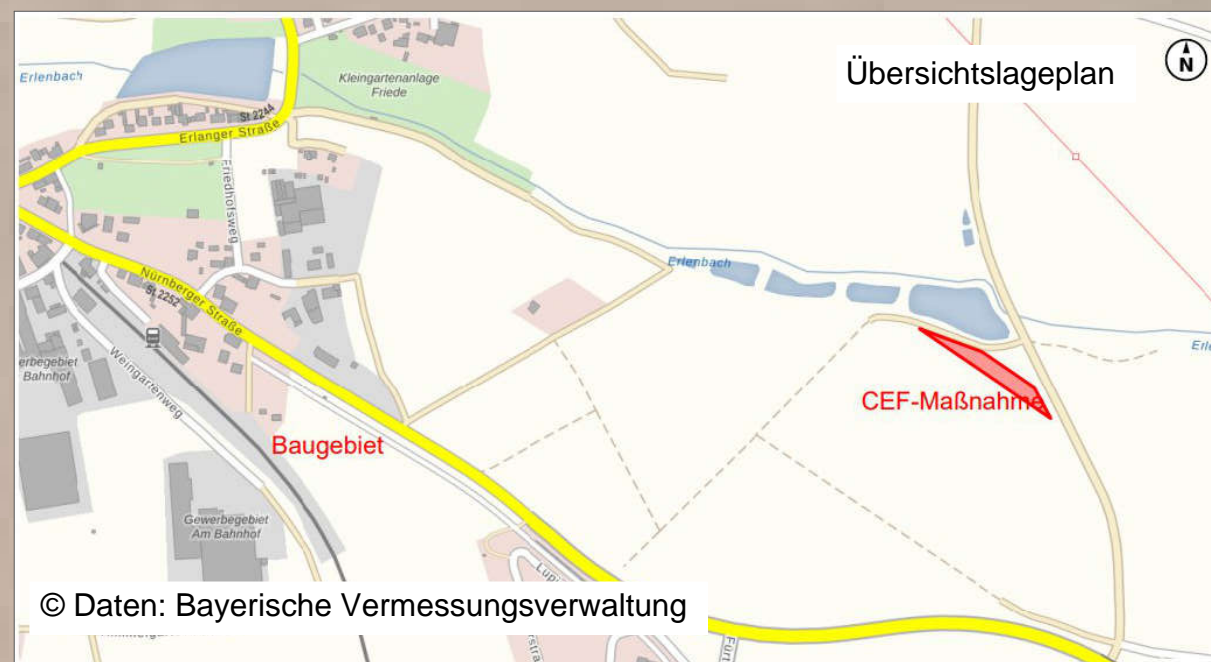 Übersichtslageplan
N
Erlenbach
Kleingartenanlage
Friede
St 2244
Erlanger Straße
Friedhofsweg
Erlenbach
Nürnberger Straße
St 2252
Bahnhof
Weingartenweg
CEF-Maßnahme
Baugebiet
Gewerbegebiet
Am Bahnhof
© Daten: Bayerische Vermessungsverwaltung